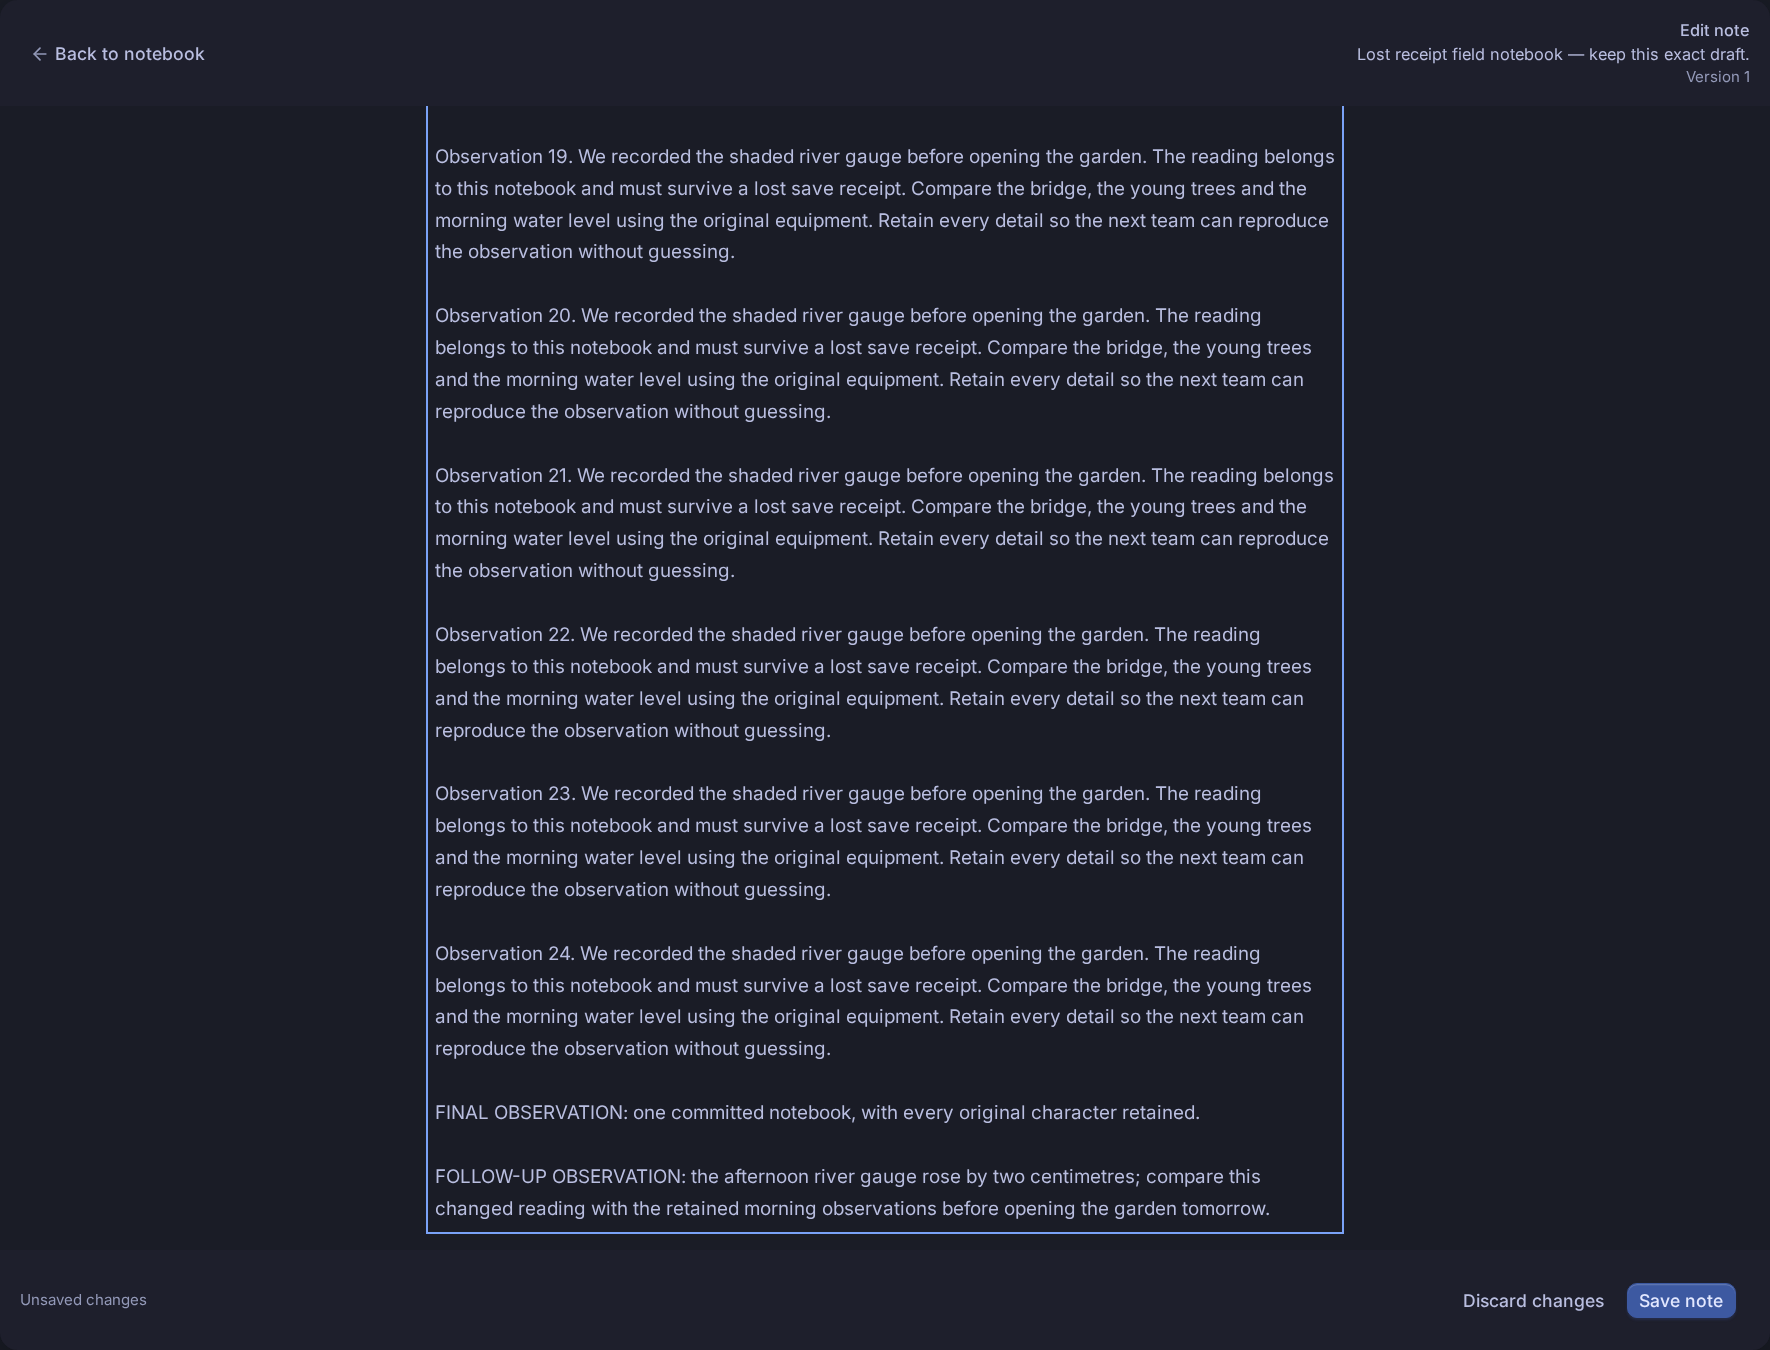 Back to notebook
Edit note
Lost receipt field notebook — keep this exact draft.
Version 1
Observation 19. We recorded the shaded river gauge before opening the garden. The reading belongs
to this notebook and must survive a lost save receipt. Compare the bridge, the young trees and the
morning water level using the original equipment. Retain every detail so the next team can reproduce
the observation without guessing.
Observation 20. We recorded the shaded river gauge before opening the garden. The reading
belongs to this notebook and must survive a lost save receipt. Compare the bridge, the young trees
and the morning water level using the original equipment. Retain every detail so the next team can
reproduce the observation without guessing.
Observation 21. We recorded the shaded river gauge before opening the garden. The reading belongs
to this notebook and must survive a lost save receipt. Compare the bridge, the young trees and the
morning water level using the original equipment. Retain every detail so the next team can reproduce
the observation without guessing.
Observation 22. We recorded the shaded river gauge before opening the garden. The reading
belongs to this notebook and must survive a lost save receipt. Compare the bridge, the young trees
and the morning water level using the original equipment. Retain every detail so the next team can
reproduce the observation without guessing.
Observation 23. We recorded the shaded river gauge before opening the garden. The reading
belongs to this notebook and must survive a lost save receipt. Compare the bridge, the young trees
and the morning water level using the original equipment. Retain every detail so the next team can
reproduce the observation without guessing.
Observation 24. We recorded the shaded river gauge before opening the garden. The reading
belongs to this notebook and must survive a lost save receipt. Compare the bridge, the young trees
and the morning water level using the original equipment. Retain every detail so the next team can
reproduce the observation without guessing.
FINAL OBSERVATION: one committed notebook, with every original character retained.
FOLLOW-UP OBSERVATION: the afternoon river gauge rose by two centimetres; compare this
changed reading with the retained morning observations before opening the garden tomorrow.
Unsaved changes
Discard changes
Save note